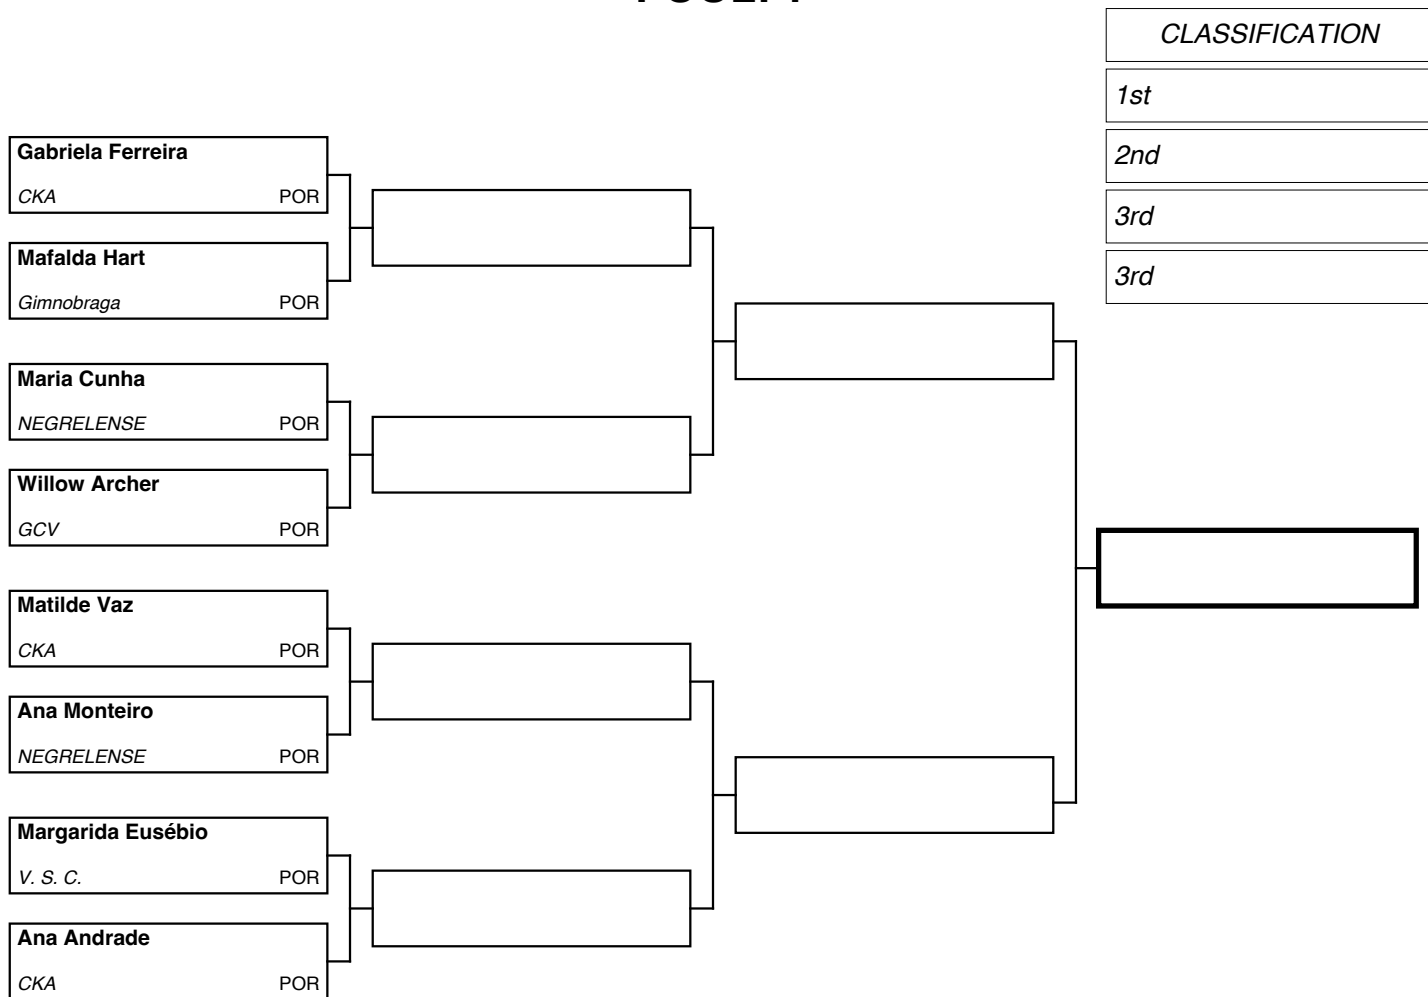 CLASSIFICATION
1st
2nd
3rd
3rd
Gabriela Ferreira
CKA POR
Mafalda Hart
Gimnobraga POR
Maria Cunha
NEGRELENSE POR
Willow Archer
GCV POR
Matilde Vaz
CKA POR
Ana Monteiro
NEGRELENSE POR
Margarida Eusébio
V. S. C. POR
Ana Andrade
CKA POR